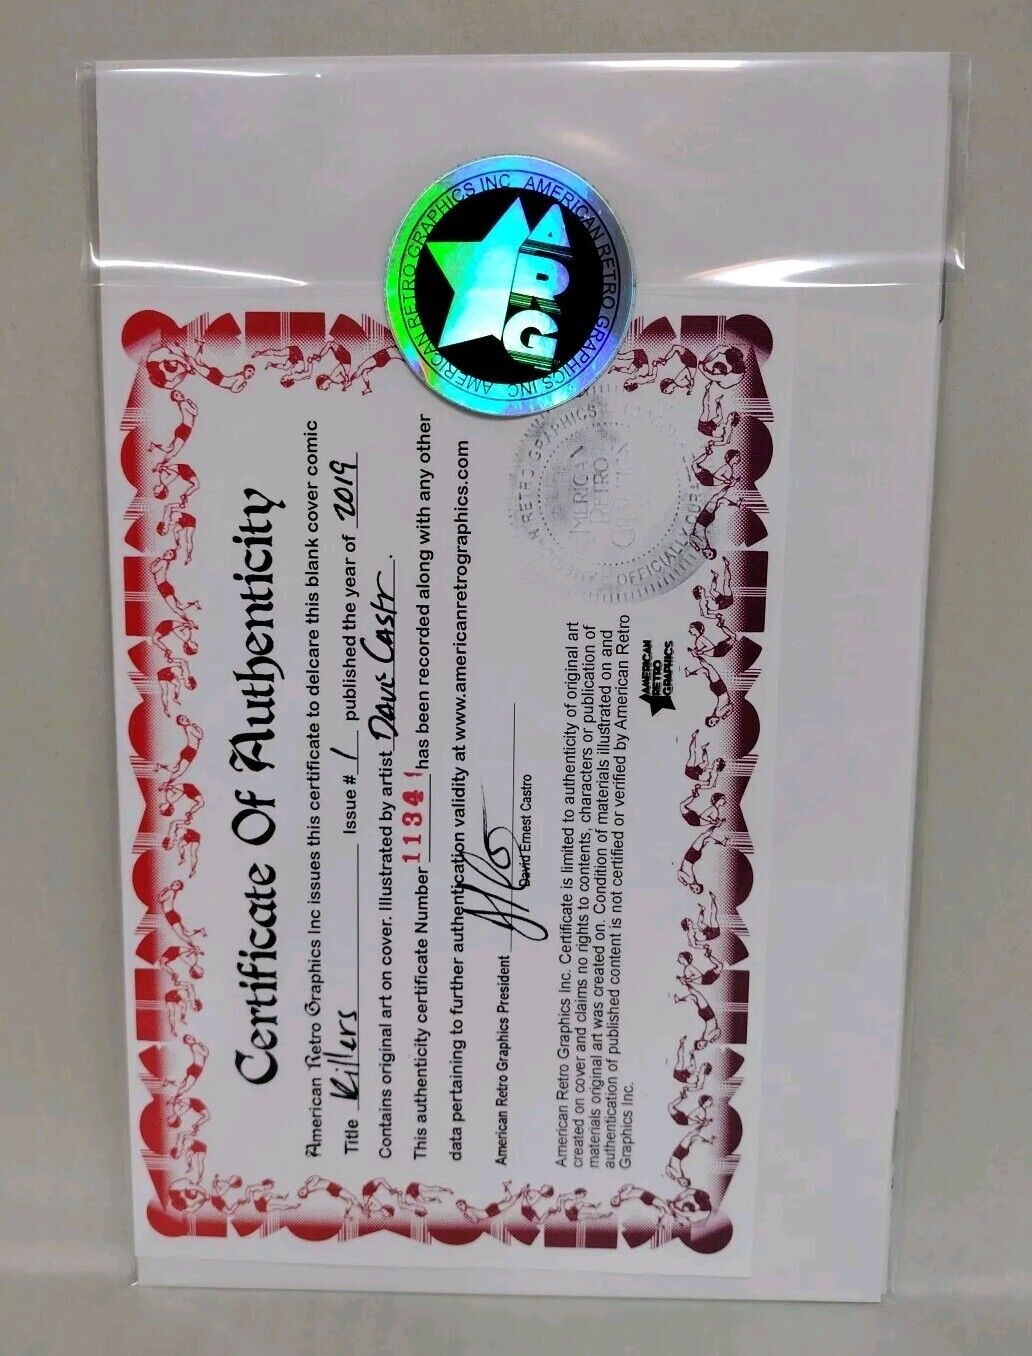 AMERICAN RETRO GRAPHICS INC AMERICAN RETRO GRAPHICS INC
ARG
Certificate Of Authenticity
American Retro Graphics Inc issues this certificate to delcare this blank cover comic
Title Killers Issue # 1 published the year of 2019
Contains original art on cover. Illustrated by artist Dave Castr.
This authenticity certificate Number 11341 has been recorded along with any other
data pertaining to further authentication validity at www.americanretrographics.com
American Retro Graphics President
David Ernest Castro
American Retro Graphics Inc. Certificate is limited to authenticity of original art
created on cover and claims no rights to contents, characters or publication of
materials original art was created on. Condition of materials illustrated on and
authentication of published content is not certified or verified by American Retro
Graphics Inc.
AMERICAN
RETRO
GRAPHICS
RETRO GRAPHICS
AMERICAN
RETRO
OFFICIALLY